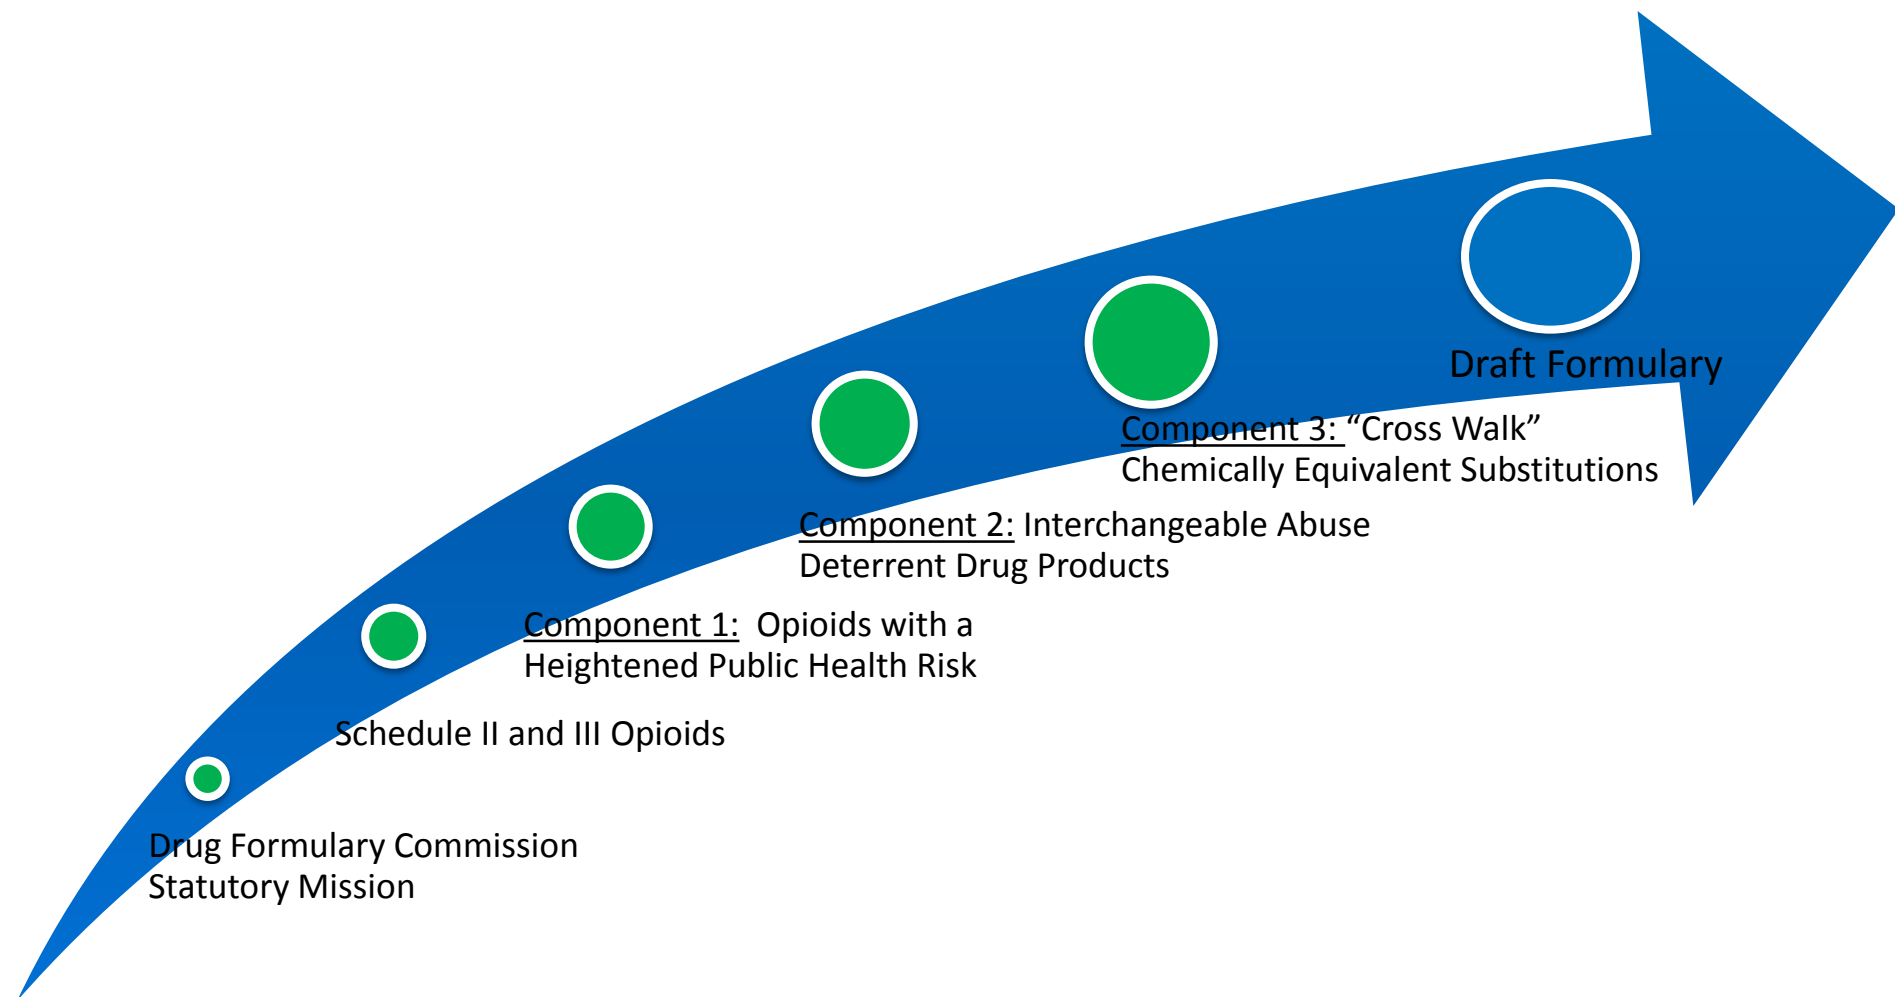 Draft Formulary
Component 3: “Cross Walk”
Chemically Equivalent Substitutions
Component 2: Interchangeable Abuse
Deterrent Drug Products
Component 1:  Opioids with a
Heightened Public Health Risk
Schedule II and III Opioids
Drug Formulary Commission
Statutory Mission